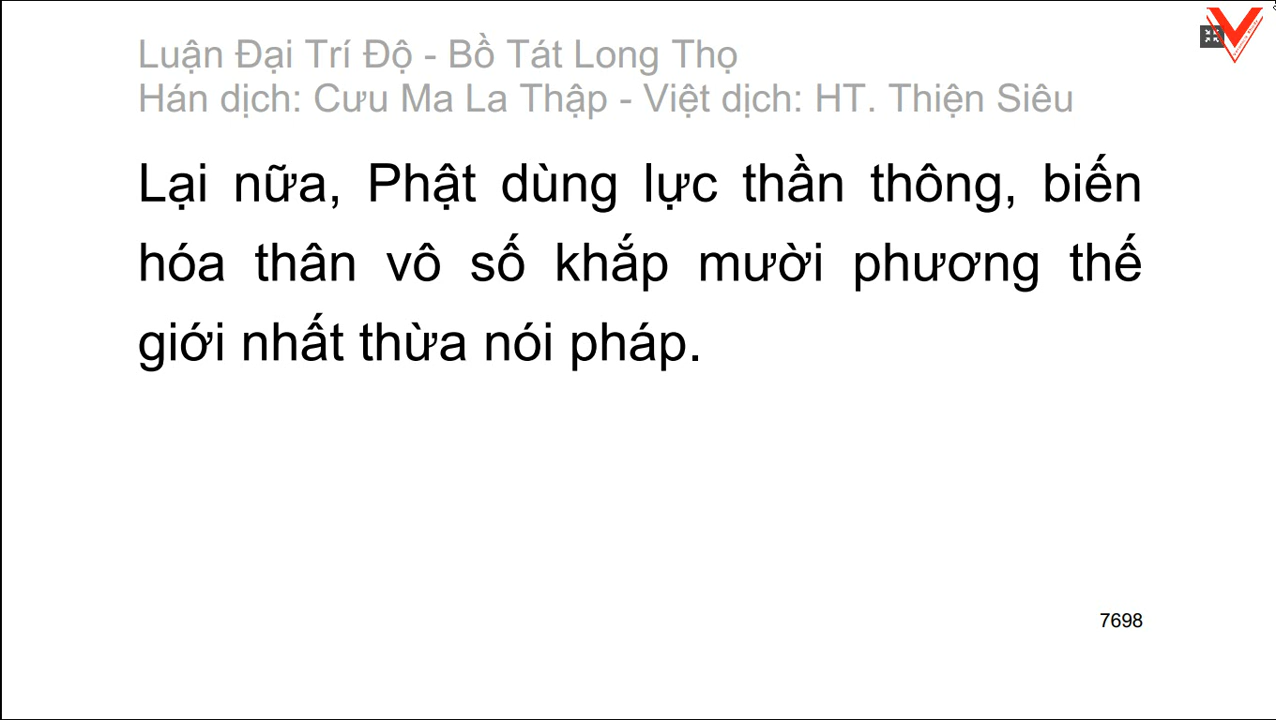 Luận Đại Trí Độ - Bồ Tát Long Thọ
Hán dịch: Cưu Ma La Thập - Việt dịch: HT. Thiện Siêu
Lại nữa, Phật dùng lực thần thông, biến
hóa thân vô số khắp mười phương thế
giới nhất thừa nói pháp.
7698